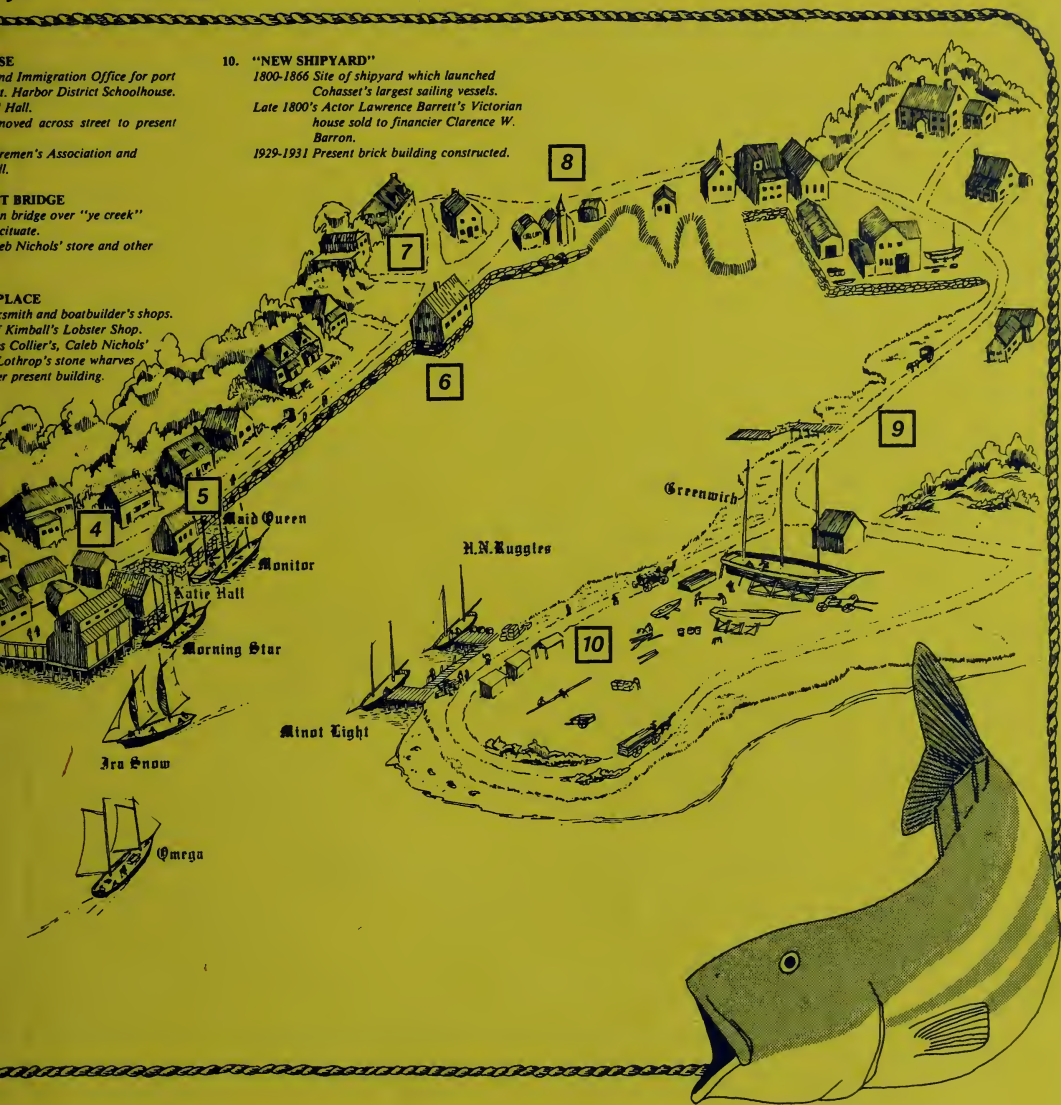 SE
nd Immigration Office for port
t. Harbor District Schoolhouse.
Hall.
noved across street to present
remen's Association and
ll.
T BRIDGE
n bridge over "ye creek"
cituate.
leb Nichols' store and other
PLACE
ksmith and boatbuilder's shops.
Kimball's Lobster Shop.
s Collier's, Caleb Nichols'
Lothrop's stone wharves
er present building.
10. "NEW SHIPYARD"
1800-1866 Site of shipyard which launched
Cohasset's largest sailing vessels.
Late 1800's Actor Lawrence Barrett's Victorian
house sold to financier Clarence W.
Barron.
1929-1931 Present brick building constructed.
8
7
6
9
Greenwich
5
4
Maid Queen
Monitor
H.N.Ruggles
Katie Hall
Morning Star
10
Minot Light
Ira Snow
Omega